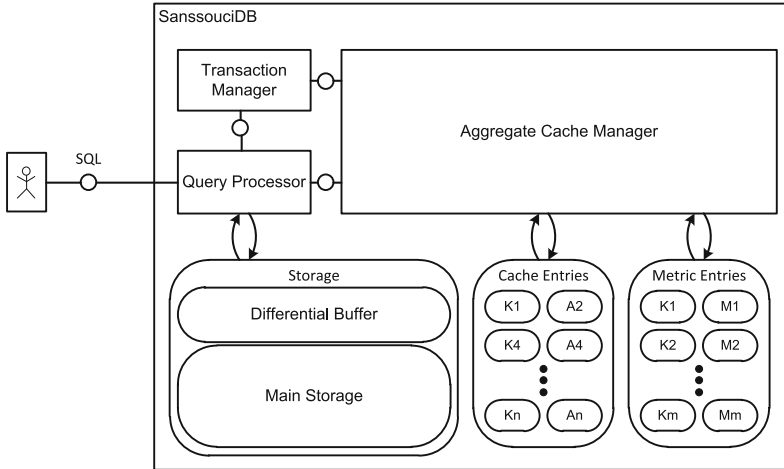 SanssouciDB
Transaction
Manager
Aggregate Cache Manager
SQL
Query Processor
Storage
Differential Buffer
Main Storage
Cache Entries
K1 A2
K4 A4
Kn An
Metric Entries
K1 M1
K2 M2
Km Mm